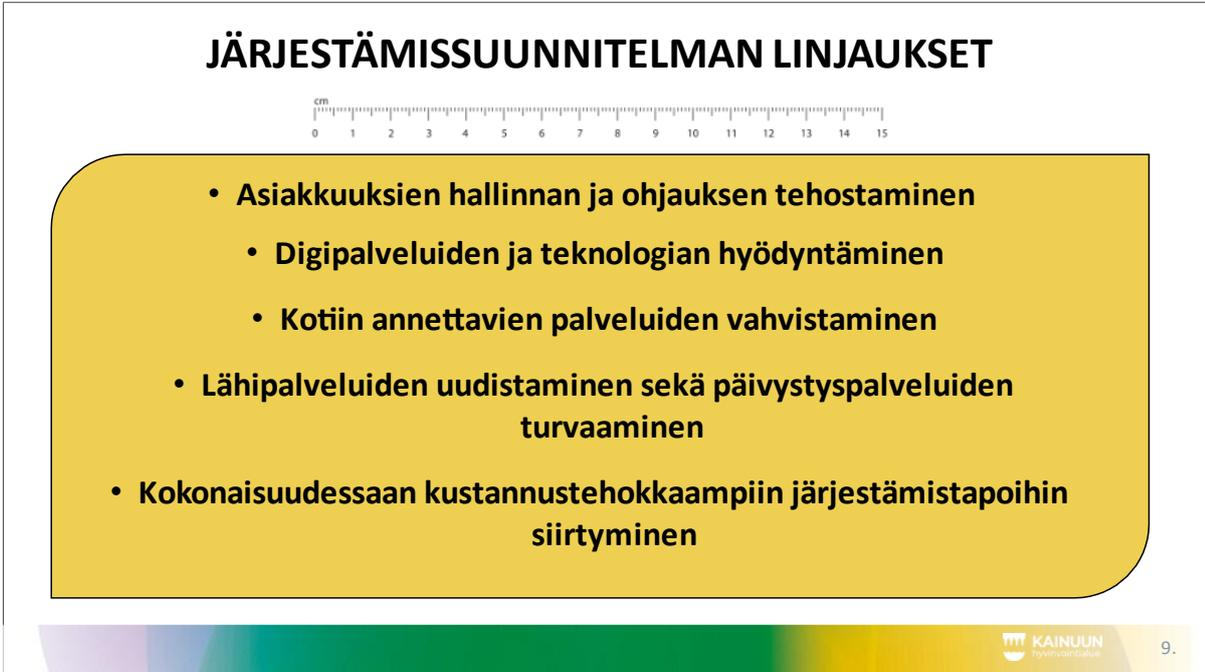 JÄRJESTÄMISSUUNNITELMAN LINJAUKSET
cm
0 1 2 3 4 5 6 7 8 9 10 11 12 13 14 15
• Asiakkuuksien hallinnan ja ohjauksen tehostaminen
• Digipalveluiden ja teknologian hyödyntäminen
• Kotiin annettavien palveluiden vahvistaminen
• Lähipalveluiden uudistaminen sekä päivystyspalveluiden
turvaaminen
• Kokonaisuudessaan kustannustehokkaampiin järjestämistapoihin
siirtyminen
KAINUUN
hyvinvointialue
9.